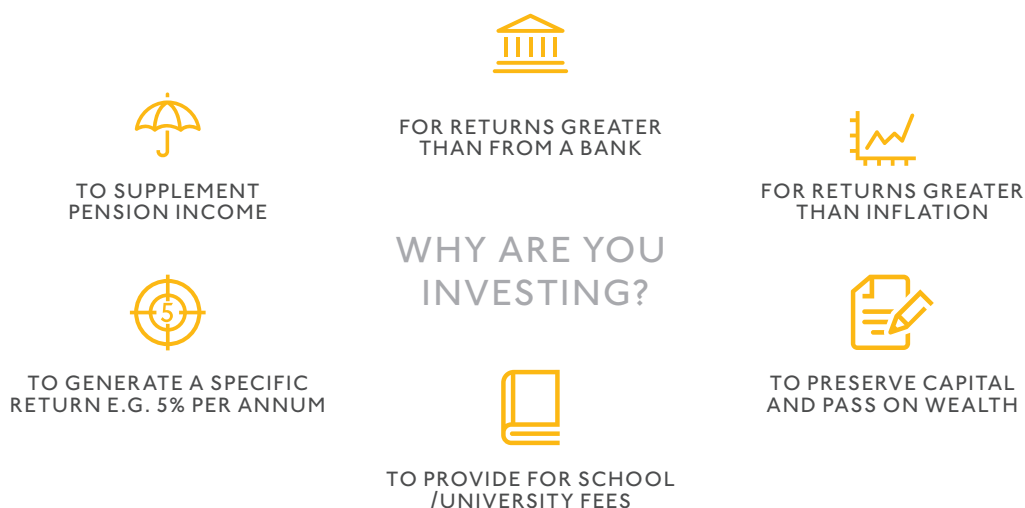 FOR RETURNS GREATER
THAN FROM A BANK
TO SUPPLEMENT
PENSION INCOME
FOR RETURNS GREATER
THAN INFLATION
WHY ARE YOU
INVESTING?
5
TO GENERATE A SPECIFIC
RETURN E.G. 5% PER ANNUM
TO PRESERVE CAPITAL
AND PASS ON WEALTH
TO PROVIDE FOR SCHOOL
/UNIVERSITY FEES